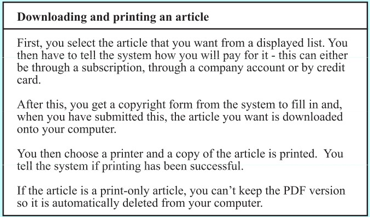 Downloading and printing an article
First, you select the article that you want from a displayed list. You
then have to tell the system how you will pay for it - this can either
be through a subscription, through a company account or by credit
card.
After this, you get a copyright form from the system to fill in and,
when you have submitted this, the article you want is downloaded
onto your computer.
You then choose a printer and a copy of the article is printed. You
tell the system if printing has been successful.
If the article is a print-only article, you can’t keep the PDF version
so it is automatically deleted from your computer.